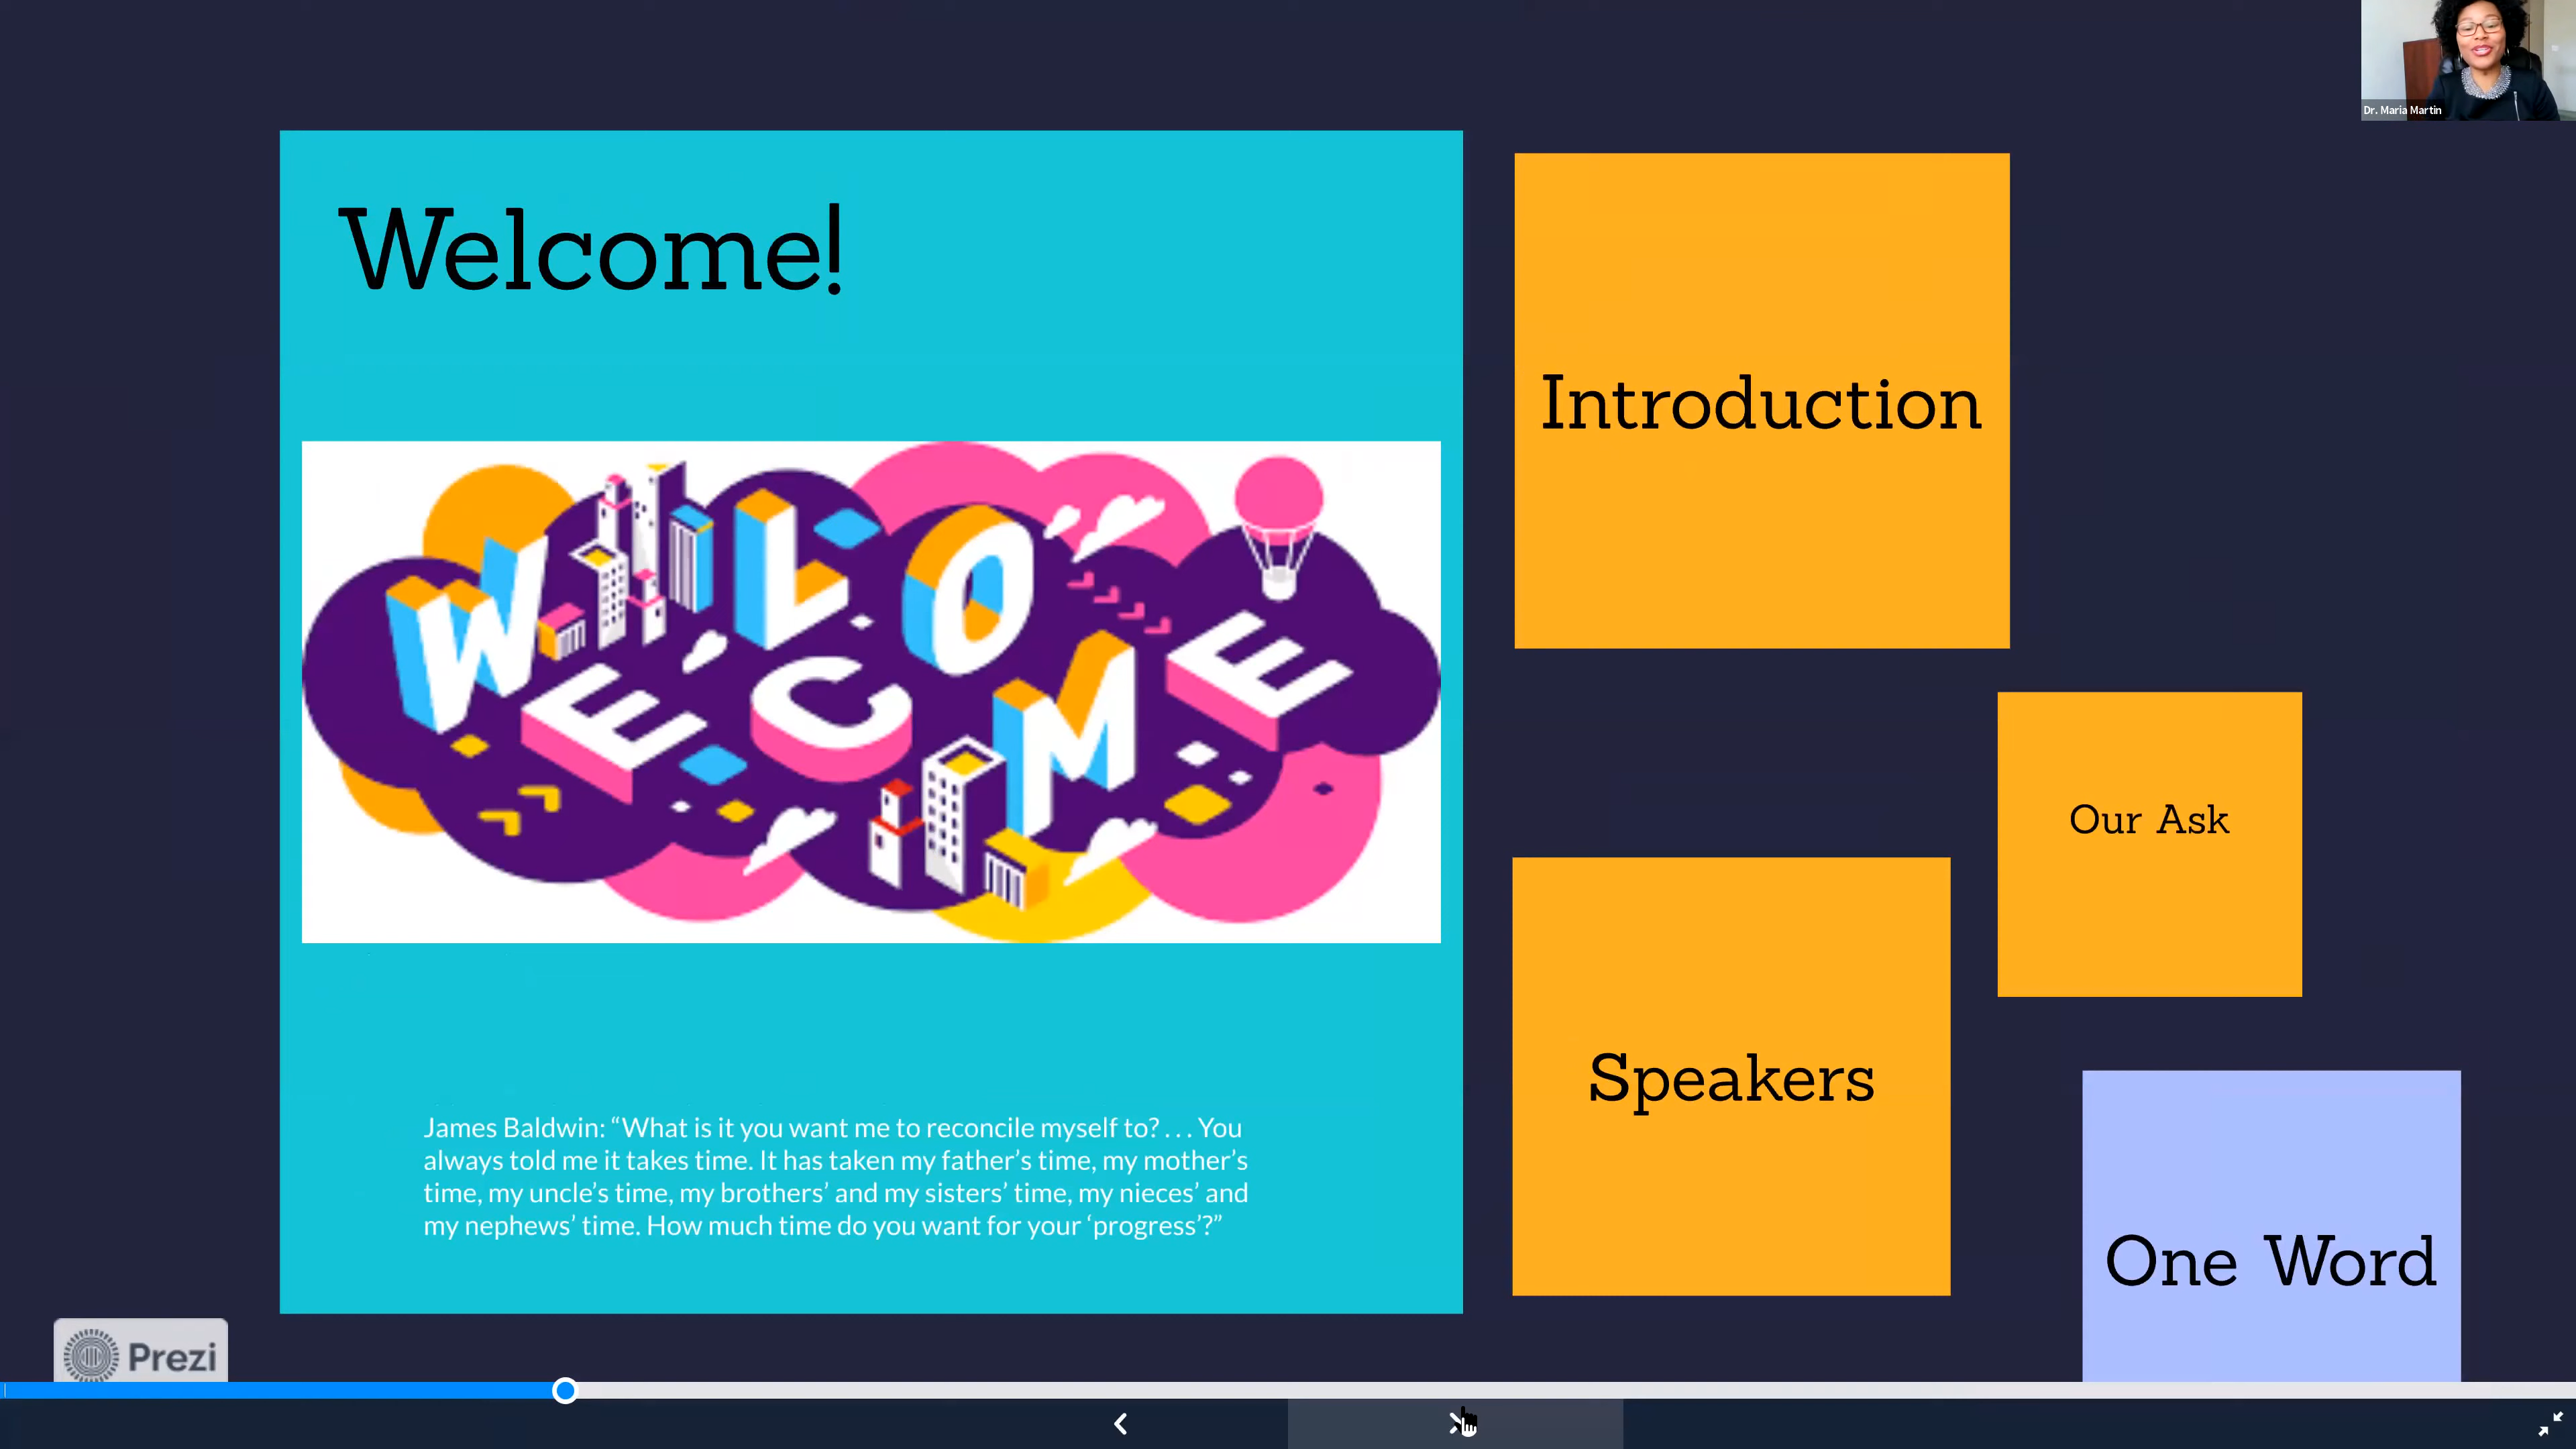 Dr. Maria Martin
Welcome!
WELCOME
James Baldwin: “What is it you want me to reconcile myself to? . . . You
always told me it takes time. It has taken my father’s time, my mother’s
time, my uncle’s time, my brothers’ and my sisters’ time, my nieces’ and
my nephews’ time. How much time do you want for your ‘progress’?”
Introduction
Our Ask
Speakers
One Word
Prezi